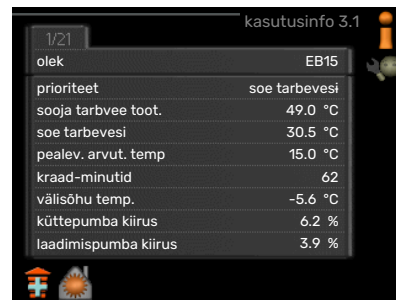 kasutusinfo 3.1
1/21
olek EB15
prioriteet soe tarbevesi
sooja tarbvee toot. 49.0 °C
soe tarbevesi 30.5 °C
pealev. arvut. temp 15.0 °C
kraad-minutid 62
välisõhu temp. -5.6 °C
küttepumba kiirus 6.2 %
laadimispumba kiirus 3.9 %